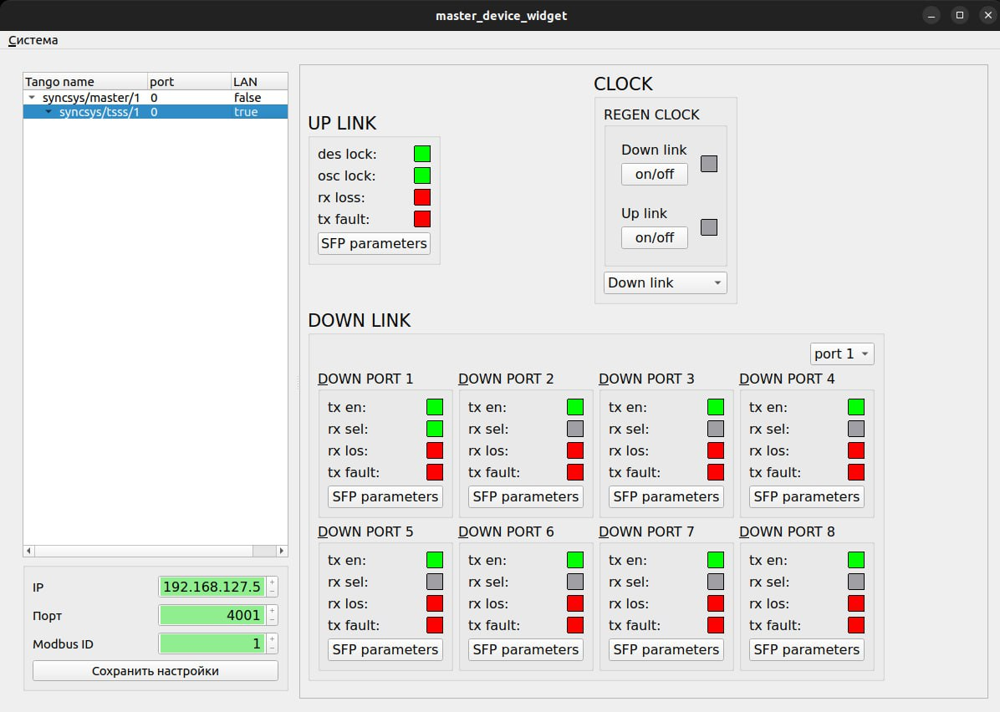 master_device_widget
Система
Tango name port LAN
syncsys/master/1 0 false
syncsys/tsss/1 0 true
IP 192.168.127.5
Порт 4001
Modbus ID 1
Сохранить настройки
UP LINK
des lock:
osc lock:
rx loss:
tx fault:
SFP parameters
CLOCK
REGEN CLOCK
Down link
on/off
Up link
on/off
Down link
DOWN LINK
port 1
DOWN PORT 1
tx en:
rx sel:
rx los:
tx fault:
SFP parameters
DOWN PORT 2
tx en:
rx sel:
rx los:
tx fault:
SFP parameters
DOWN PORT 3
tx en:
rx sel:
rx los:
tx fault:
SFP parameters
DOWN PORT 4
tx en:
rx sel:
rx los:
tx fault:
SFP parameters
DOWN PORT 5
tx en:
rx sel:
rx los:
tx fault:
SFP parameters
DOWN PORT 6
tx en:
rx sel:
rx los:
tx fault:
SFP parameters
DOWN PORT 7
tx en:
rx sel:
rx los:
tx fault:
SFP parameters
DOWN PORT 8
tx en:
rx sel:
rx los:
tx fault:
SFP parameters